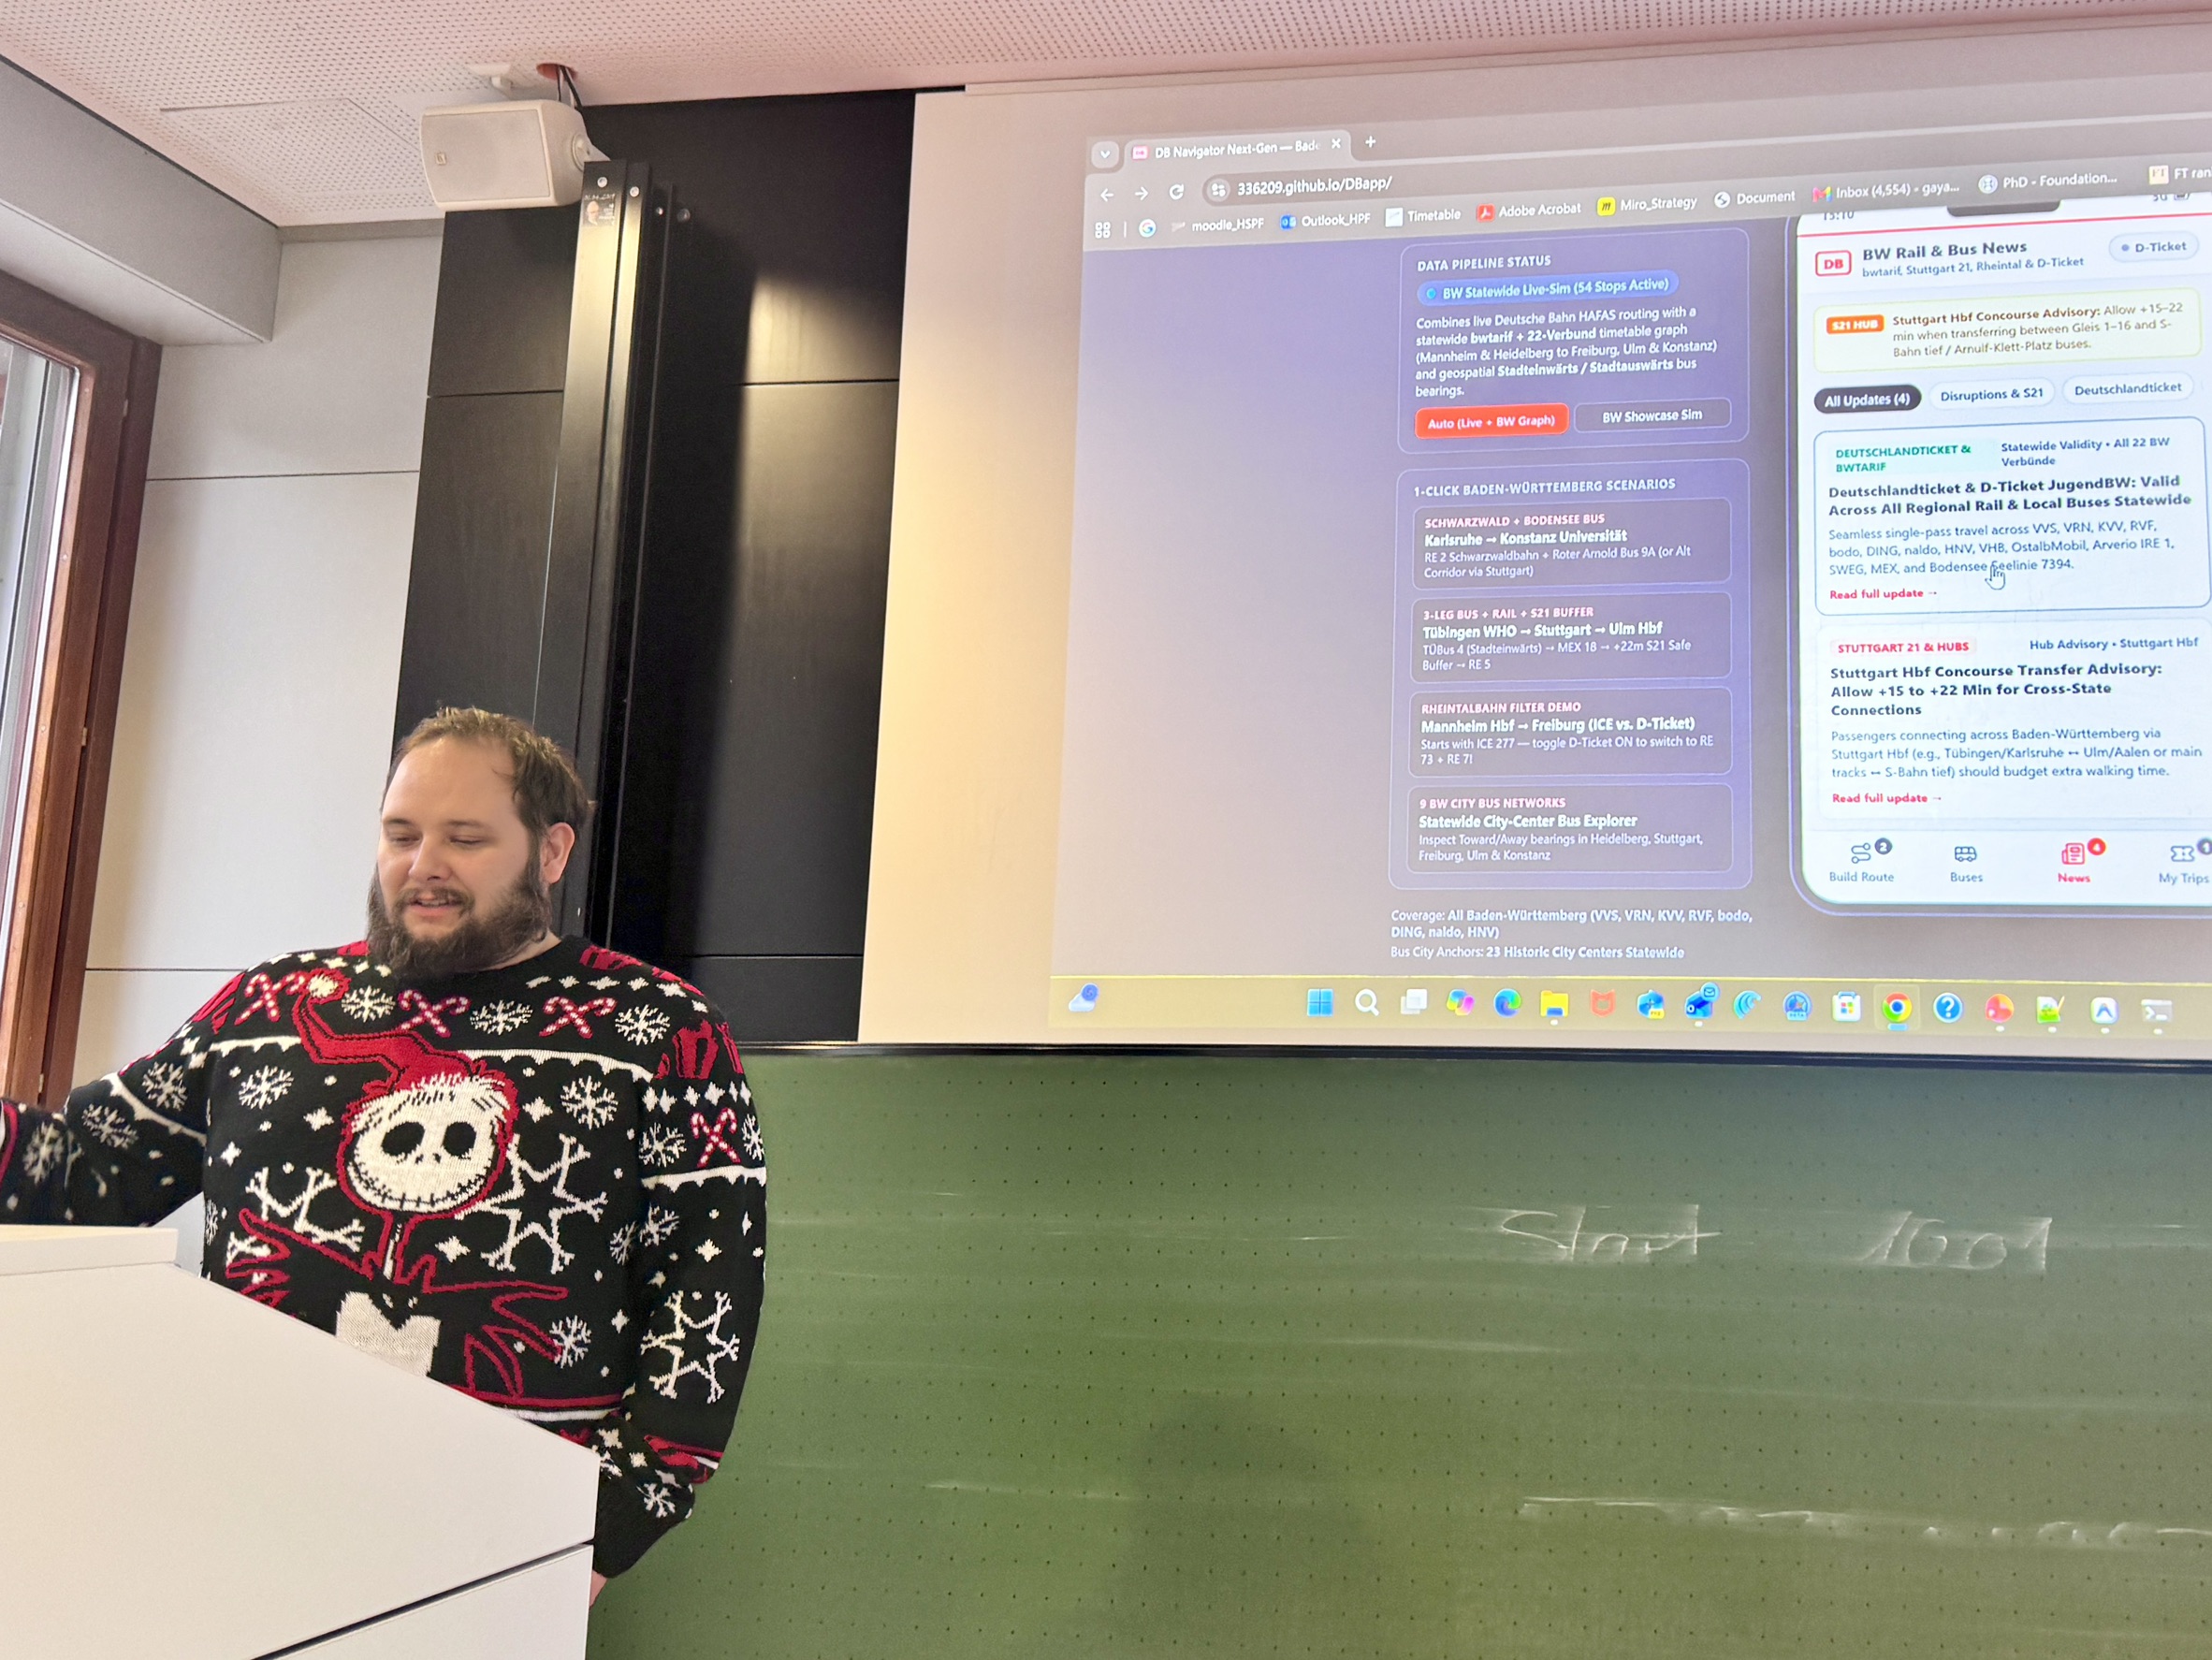 DB Navigator Next-Gen — Bad
336209.github.io/DBapp/
moodle_HSPF
Outlook_HPF
Timetable
Adobe Acrobat
Miro_Strategy
Document
Inbox (4,554) - gaya...
PhD - Foundation...
FT ran
DATA PIPELINE STATUS
BW Statewide Live-Sim (54 Stops Active)
Combines live Deutsche Bahn HAFAS routing with a
statewide bwtarif + 22-Verbund timetable graph
(Mannheim & Heidelberg to Freiburg, Ulm & Konstanz)
and geospatial Stadteinwärts / Stadtauswärts bus
bearings.
Auto (Live + BW Graph)
BW Showcase Sim
1-CLICK BADEN-WÜRTTEMBERG SCENARIOS
SCHWARZWALD + BODENSEE BUS
Karlsruhe → Konstanz Universität
RE 2 Schwarzwaldbahn + Roter Arnold Bus 9A (or Alt
Corridor via Stuttgart)
3-LEG BUS + RAIL + S21 BUFFER
Tübingen WHO → Stuttgart → Ulm Hbf
TÜBus 4 (Stadteinwärts) → MEX 18 → +22m S21 Safe
Buffer → RE 5
RHEINTALBAHN FILTER DEMO
Mannheim Hbf → Freiburg (ICE vs. D-Ticket)
Starts with ICE 277 — toggle D-Ticket ON to switch to RE
73 + RE 7!
9 BW CITY BUS NETWORKS
Statewide City-Center Bus Explorer
Inspect Toward/Away bearings in Heidelberg, Stuttgart,
Freiburg, Ulm & Konstanz
Coverage: All Baden-Württemberg (VVS, VRN, KVV, RVF, bodo,
DING, naldo, HNV)
Bus City Anchors: 23 Historic City Centers Statewide
15:10
5G
DB
BW Rail & Bus News
bwtarif, Stuttgart 21, Rheintal & D-Ticket
D-Ticket
S21 HUB
Stuttgart Hbf Concourse Advisory: Allow +15–22
min when transferring between Gleis 1–16 and S-
Bahn tief / Arnulf-Klett-Platz buses.
All Updates (4)
Disruptions & S21
Deutschlandticket
DEUTSCHLANDTICKET &
BWTARIF
Statewide Validity • All 22 BW
Verbünde
Deutschlandticket & D-Ticket JugendBW: Valid
Across All Regional Rail & Local Buses Statewide
Seamless single-pass travel across VVS, VRN, KVV, RVF,
bodo, DING, naldo, HNV, VHB, OstalbMobil, Arverio IRE 1,
SWEG, MEX, and Bodensee Seelinie 7394.
Read full update →
STUTTGART 21 & HUBS
Hub Advisory • Stuttgart Hbf
Stuttgart Hbf Concourse Transfer Advisory:
Allow +15 to +22 Min for Cross-State
Connections
Passengers connecting across Baden-Württemberg via
Stuttgart Hbf (e.g., Tübingen/Karlsruhe ↔ Ulm/Aalen or main
tracks ↔ S-Bahn tief) should budget extra walking time.
Read full update →
2
4
1
Build Route
Buses
News
My Trips
Start